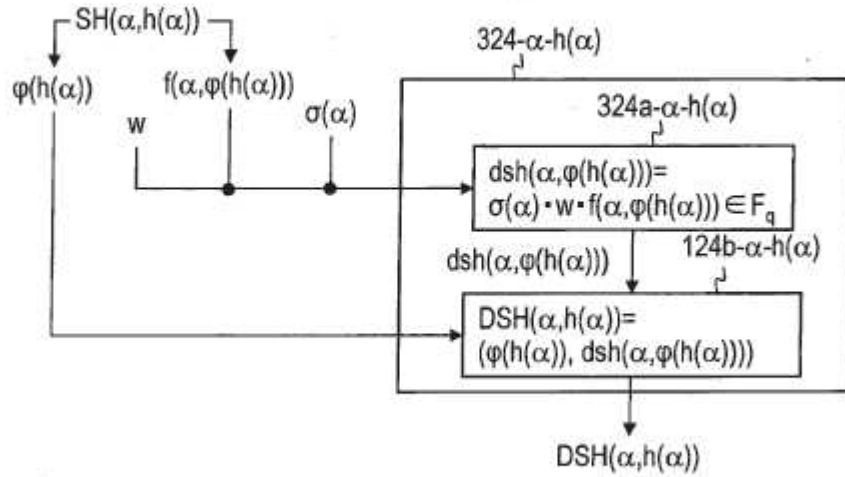 SH(α,h(α))
324-α-h(α)
φ(h(α))
f(α,φ(h(α)))
w
σ(α)
324a-α-h(α)
dsh(α,φ(h(α)))=
σ(α)・w・f(α,φ(h(α)))∈F_q
dsh(α,φ(h(α)))
124b-α-h(α)
DSH(α,h(α))=
(φ(h(α)), dsh(α,φ(h(α))))
DSH(α,h(α))